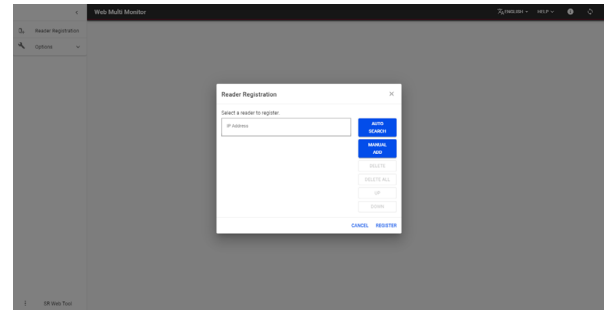 Web Multi Monitor
ENGLISH
HELP
Reader Registration
Options
Reader Registration
Select a reader to register.
IP Address
AUTO
SEARCH
MANUAL
ADD
DELETE
DELETE ALL
UP
DOWN
CANCEL
REGISTER
SR Web Tool